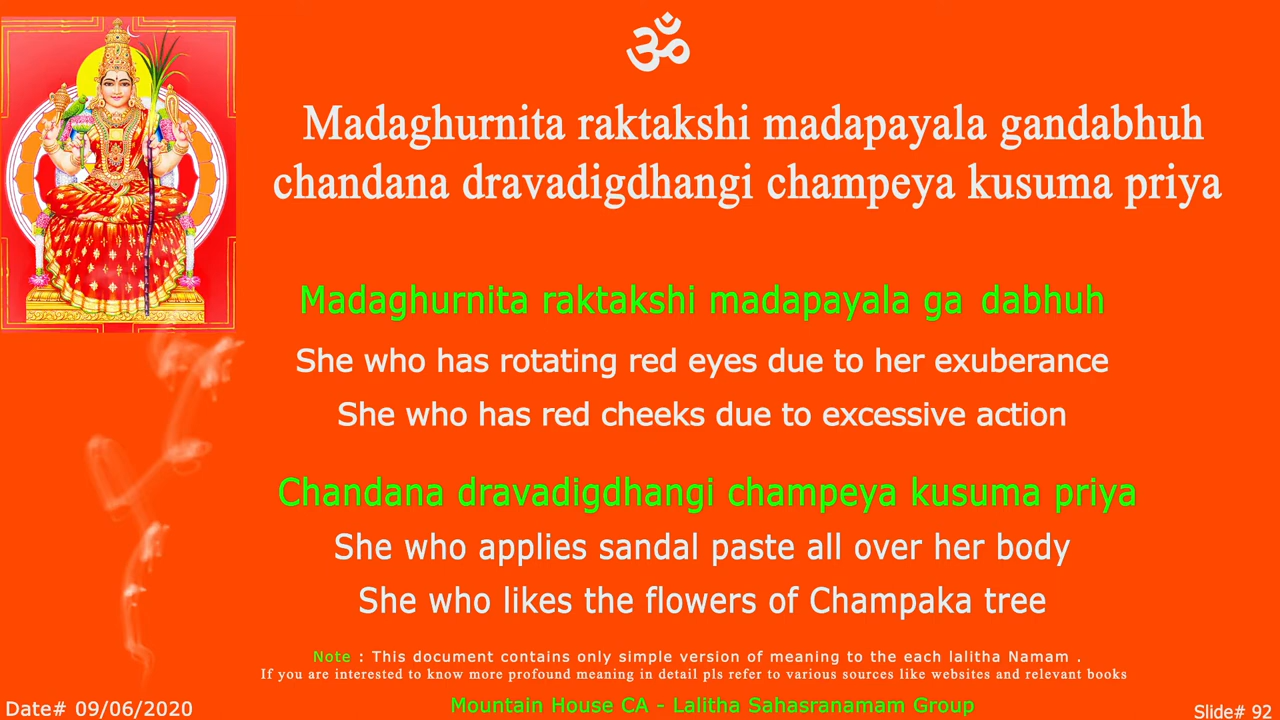 ॐ
Madaghurnita raktakshi madapayala gandabhuh
chandana dravadigdhangi champeya kusuma priya
Madaghurnita raktakshi madapayala ga dabhuh
She who has rotating red eyes due to her exuberance
She who has red cheeks due to excessive action
Chandana dravadigdhangi champeya kusuma priya
She who applies sandal paste all over her body
She who likes the flowers of Champaka tree
Note : This document contains only simple version of meaning to the each lalitha Namam .
If you are interested to know more profound meaning in detail pls refer to various sources like websites and relevant books
Mountain House CA - Lalitha Sahasranamam Group
Date# 09/06/2020
Slide# 92